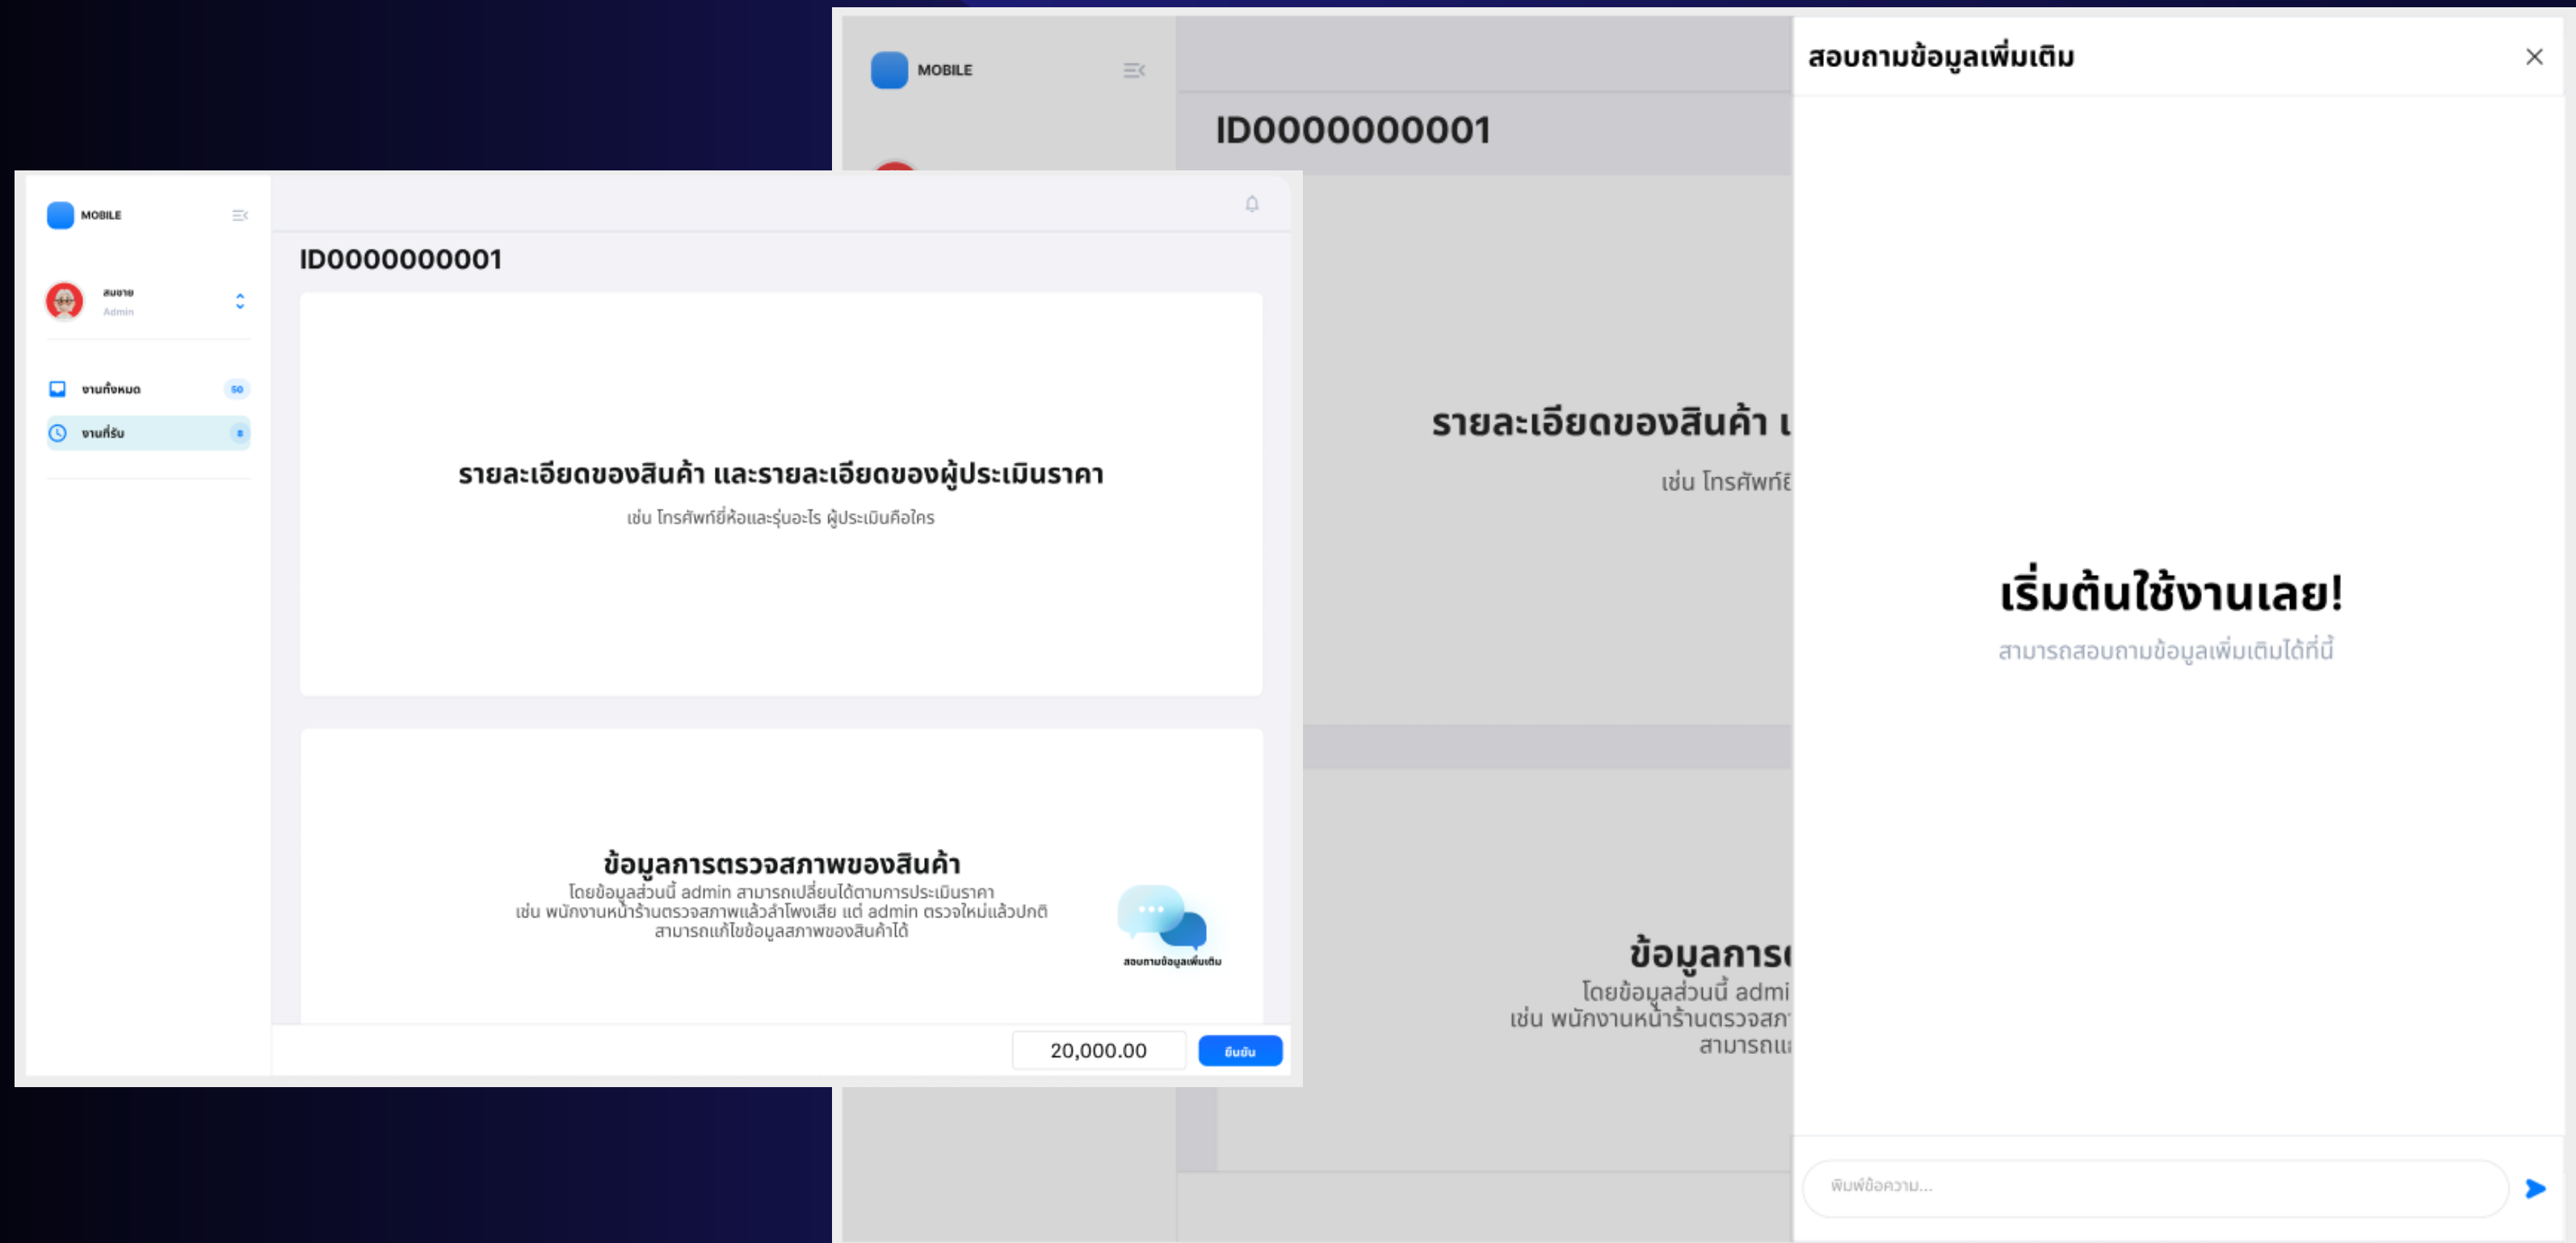 MOBILE
สมชาย
Admin
งานทั้งหมด
50
งานที่รับ
8
ID0000000001
รายละเอียดของสินค้า และรายละเอียดของผู้ประเมินราคา
เช่น โทรศัพท์ยี่ห้อและรุ่นอะไร ผู้ประเมินคือใคร
ข้อมูลการตรวจสภาพของสินค้า
โดยข้อมูลส่วนนี้ admin สามารถเปลี่ยนได้ตามการประเมินราคา
เช่น พนักงานหน้าร้านตรวจสภาพแล้วลำโพงเสีย แต่ admin ตรวจใหม่แล้วปกติ
สามารถแก้ไขข้อมูลสภาพของสินค้าได้
สอบถามข้อมูลเพิ่มเติม
20,000.00
ยืนยัน
MOBILE
ID0000000001
รายละเอียดของสินค้า แ
เช่น โทรศัพท์ยี
ข้อมูลการต
โดยข้อมูลส่วนนี้ admi
เช่น พนักงานหน้าร้านตรวจสภา
สามารถแก
สอบถามข้อมูลเพิ่มเติม
เริ่มต้นใช้งานเลย!
สามารถสอบถามข้อมูลเพิ่มเติมได้ที่นี้
พิมพ์ข้อความ...